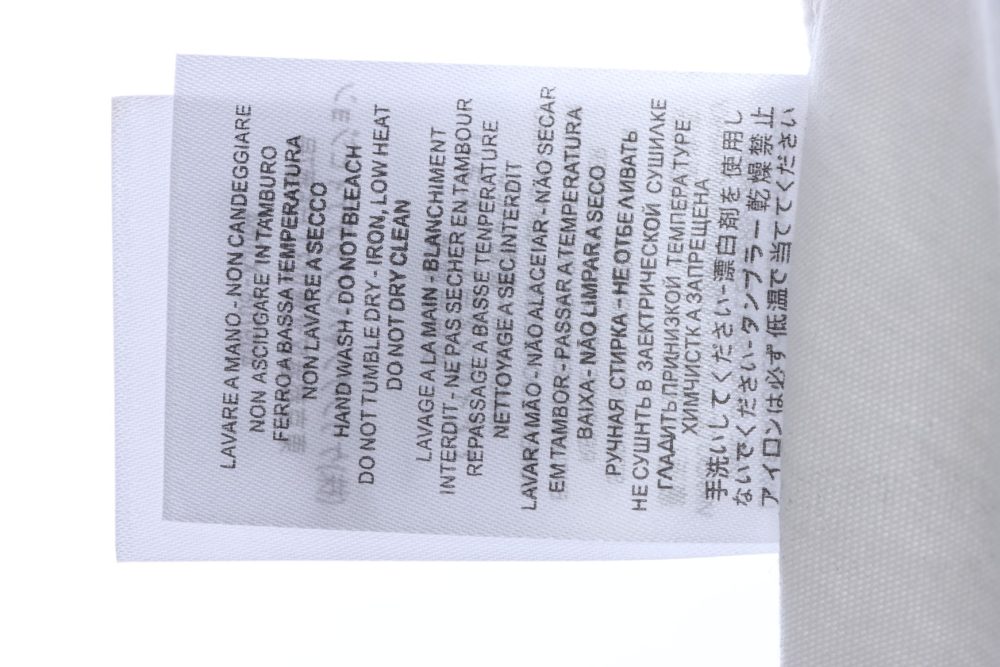 LAVARE A MANO - NON CANDEGGIARE
NON ASCIUGARE IN TAMBURO
FERRO A BASSA TEMPERATURA
NON LAVARE A SECCO
HAND WASH - DO NOT BLEACH
DO NOT TUMBLE DRY - IRON, LOW HEAT
DO NOT DRY CLEAN
LAVAGE A LA MAIN - BLANCHIMENT
INTERDIT - NE PAS SECHER EN TAMBOUR
REPASSAGE A BASSE TENPERATURE
NETTOYAGE A SEC INTERDIT
LAVAR A MÃO - NÃO ALACEIAR - NÃO SECAR
EM TAMBOR - PASSAR A TEMPERATURA
BAIXA - NÃO LIMPAR A SECO
РУЧНАЯ СТИРКА - НЕ ОТБЕЛИВАТЬ
НЕ СУШНТЬ В ЗАЕКТРИЧЕСКОЙ СУШИЛКЕ
ГЛАДИТЬ ПРИ НИЗКОЙ ТЕМПЕРАТУРЕ
ХИМЧИСТКА ЗАПРЕЩЕНА
手洗いしてください-漂白剤を使用し
ないでください-タンブラー乾燥禁止
アイロンは必ず低温で当ててください